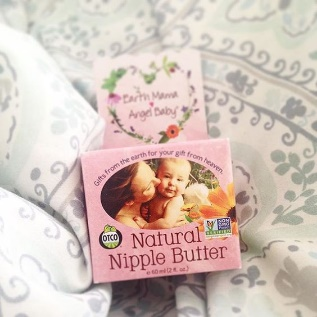 Earth Mama
Angel Baby
Gifts from the earth for your gift from heaven.
OTCO
Natural
Nipple Butter
e 60 ml (2 fl. oz.)